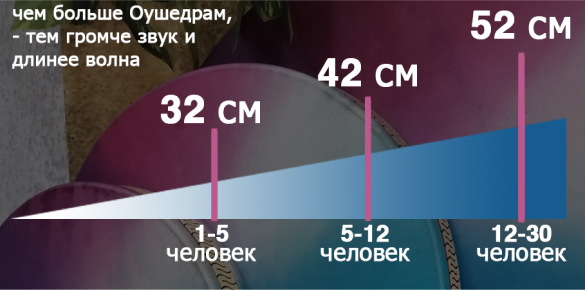 чем больше Оушедрам,
- тем громче звук и
длинее волна
52 СМ
42 СМ
32 СМ
1-5
человек
5-12
человек
12-30
человек